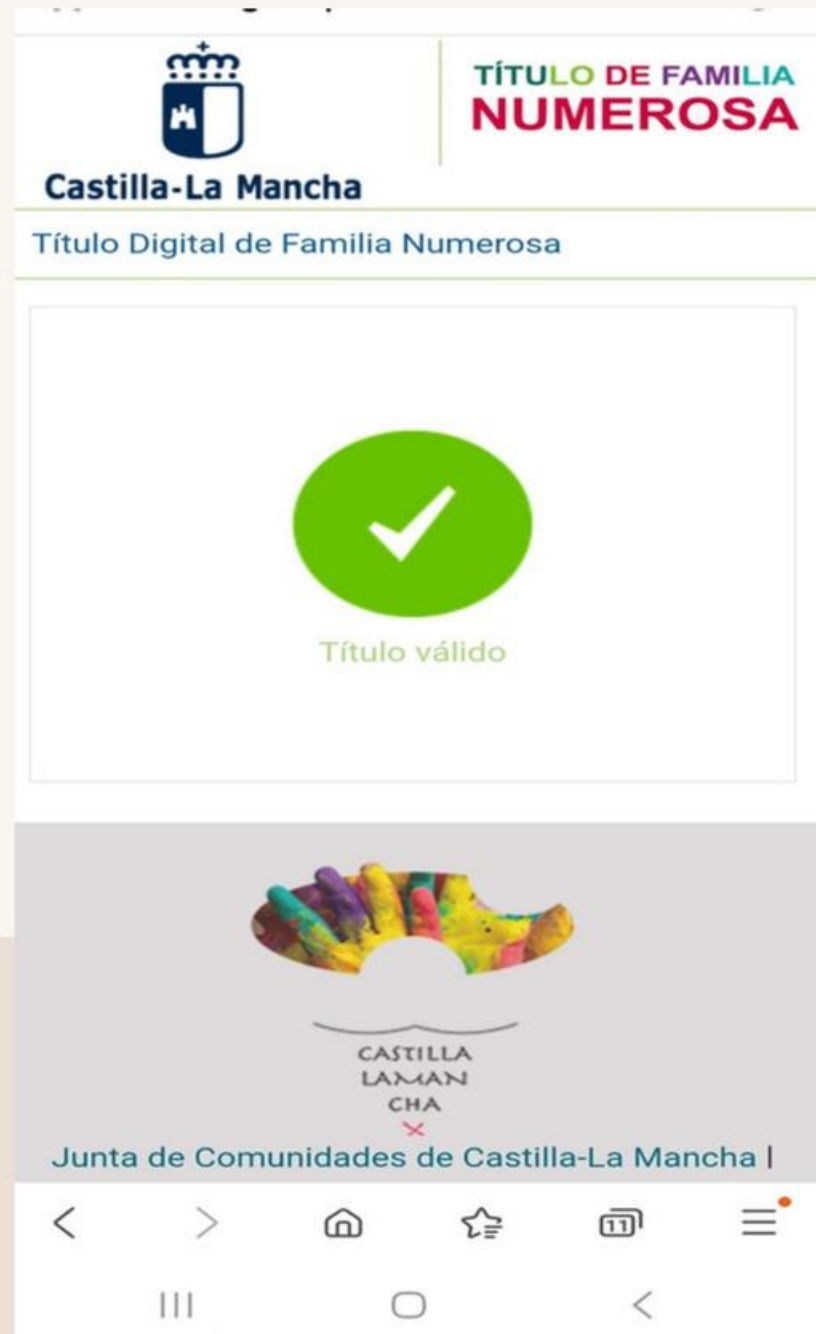 TÍTULO DE FAMILIA
NUMEROSA
Castilla-La Mancha
Título Digital de Familia Numerosa
Título válido
CASTILLA
LAMAN
CHA
Junta de Comunidades de Castilla-La Mancha |
11